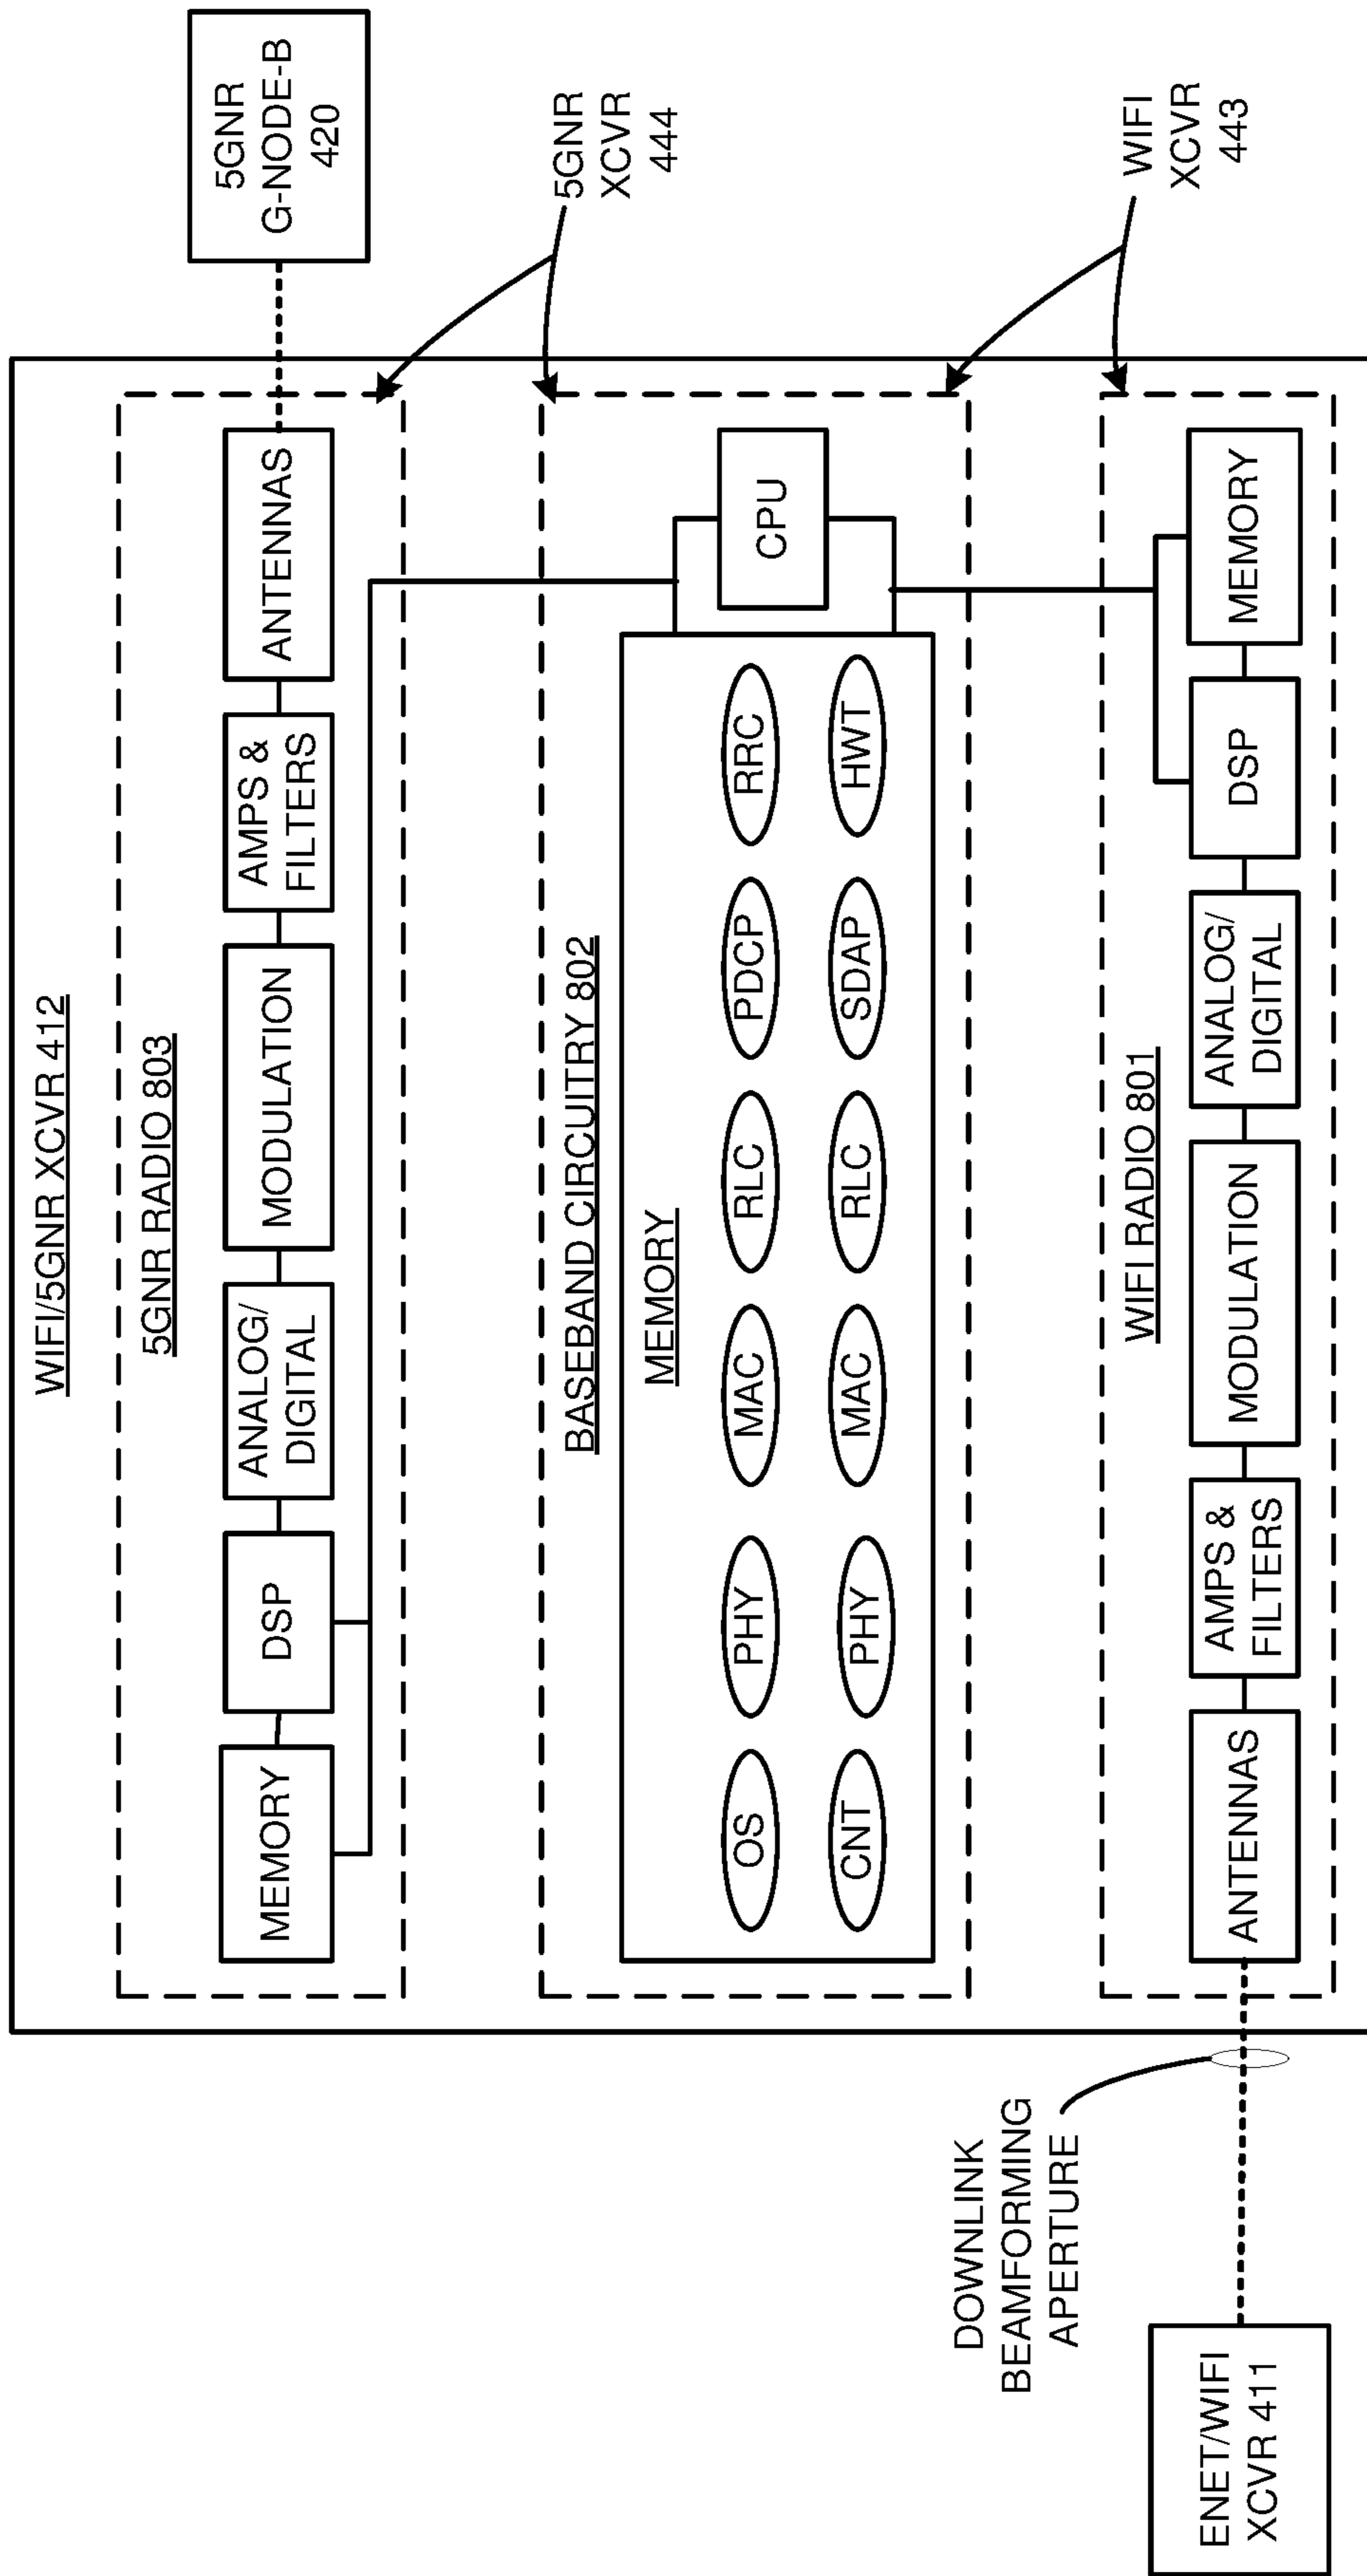 WIFI/5GNR XCVR 412
5GNR RADIO 803
MEMORY
DSP
ANALOG/
DIGITAL
MODULATION
AMPS &
FILTERS
ANTENNAS
5GNR
G-NODE-B
420
5GNR
XCVR
444
BASEBAND CIRCUITRY 802
MEMORY
OS
PHY
MAC
RLC
PDCP
RRC
CNT
PHY
MAC
RLC
SDAP
HWT
CPU
WIFI
XCVR
443
WIFI RADIO 801
ANTENNAS
AMPS &
FILTERS
MODULATION
ANALOG/
DIGITAL
DSP
MEMORY
DOWNLINK
BEAMFORMING
APERTURE
ENET/WIFI
XCVR 411